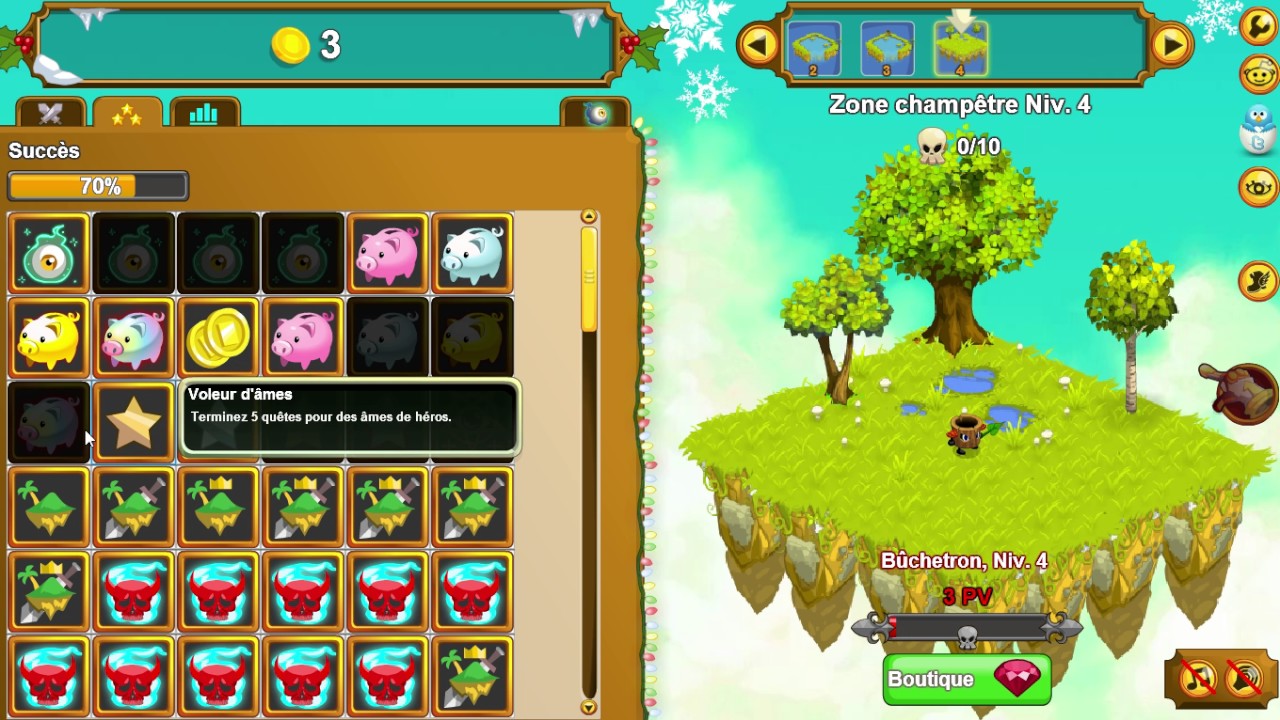 3
2
3
4
Zone champêtre Niv. 4
0/10
Succès
70%
Voleur d'âmes
Terminez 5 quêtes pour des âmes de héros.
Bûchetron, Niv. 4
3 PV
Boutique